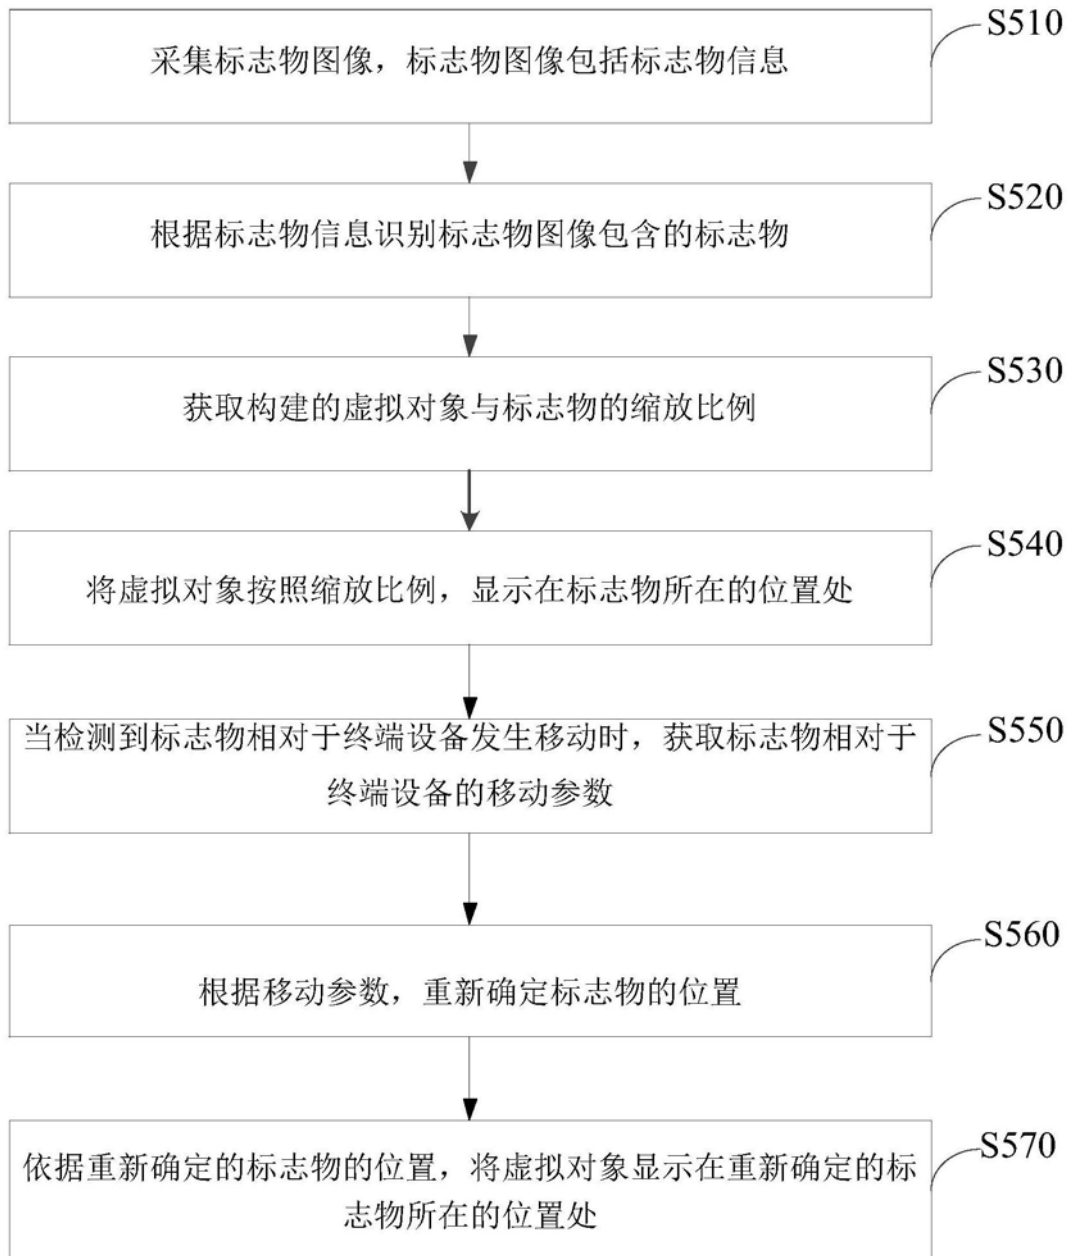 采集标志物图像，标志物图像包括标志物信息
S510
根据标志物信息识别标志物图像包含的标志物
S520
获取构建的虚拟对象与标志物的缩放比例
S530
将虚拟对象按照缩放比例，显示在标志物所在的位置处
S540
当检测到标志物相对于终端设备发生移动时，获取标志物相对于
终端设备的移动参数
S550
根据移动参数，重新确定标志物的位置
S560
依据重新确定的标志物的位置，将虚拟对象显示在重新确定的标
志物所在的位置处
S570